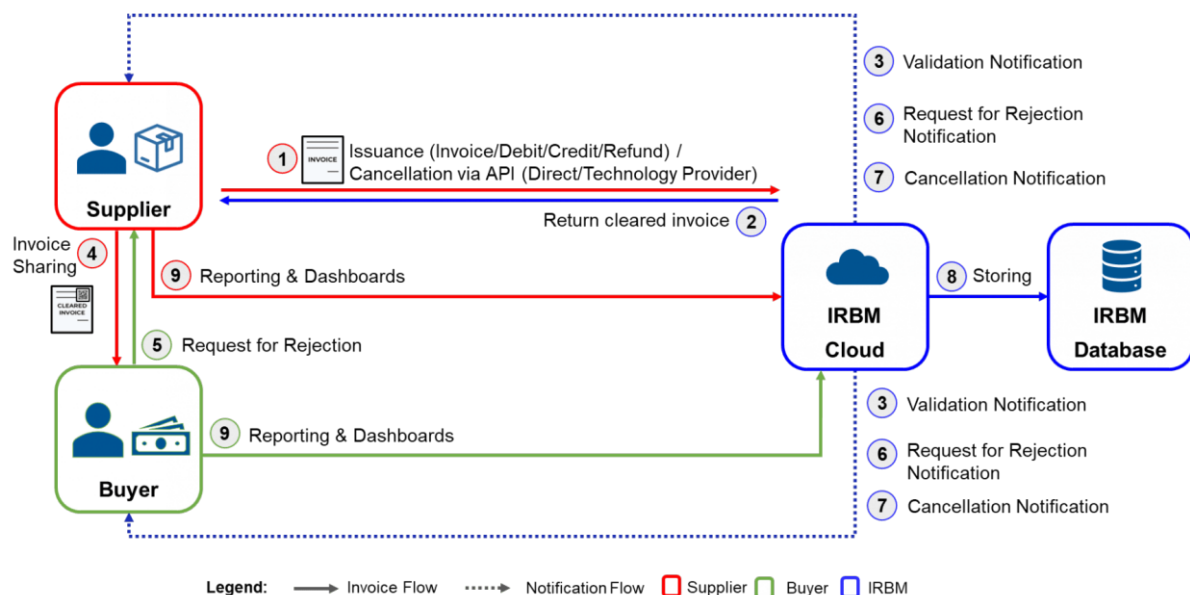 3 Validation Notification
6 Request for Rejection
Notification
7 Cancellation Notification
Supplier
1 INVOICE Issuance (Invoice/Debit/Credit/Refund) /
Cancellation via API (Direct/Technology Provider)
Return cleared invoice 2
Invoice
Sharing 4
CLEARED
INVOICE
9 Reporting & Dashboards
5 Request for Rejection
IRBM
Cloud
8 Storing
IRBM
Database
Buyer
9 Reporting & Dashboards
3 Validation Notification
6 Request for Rejection
Notification
7 Cancellation Notification
Legend: Invoice Flow Notification Flow Supplier Buyer IRBM